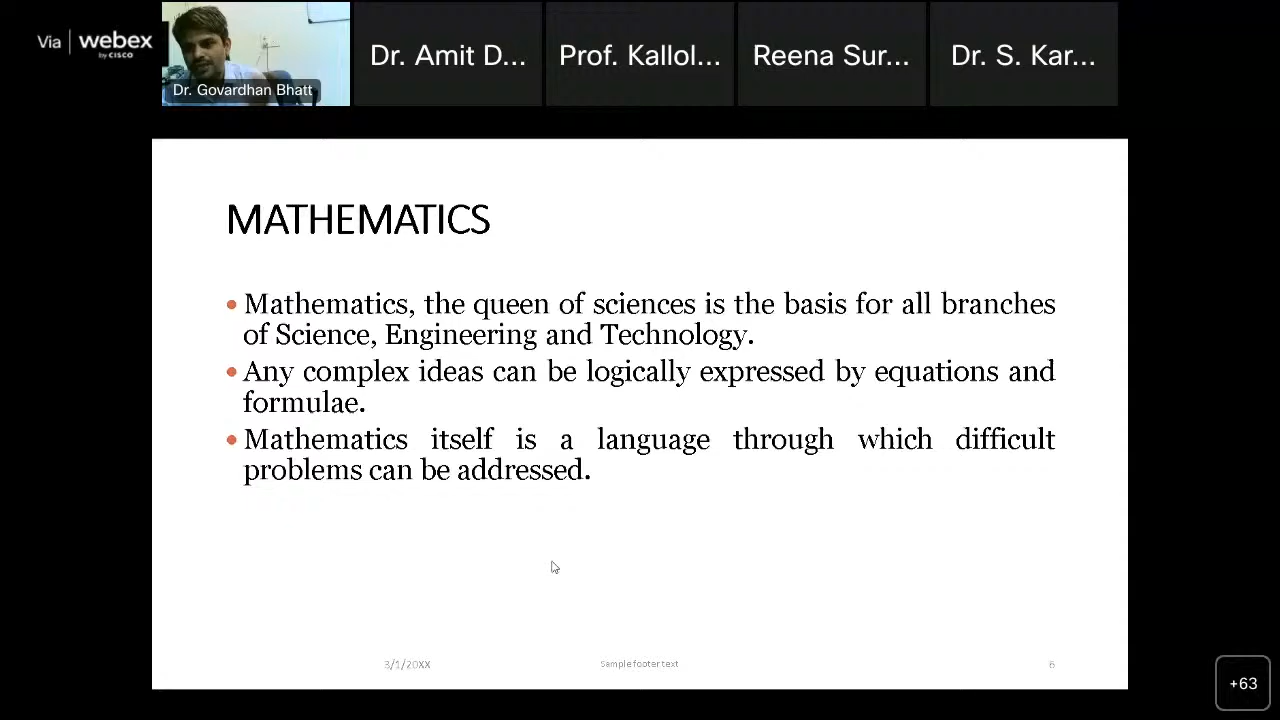 Via webex
by CISCO
Dr. Govardhan Bhatt
Dr. Amit D...
Prof. Kallol...
Reena Sur...
Dr. S. Kar...
MATHEMATICS
• Mathematics, the queen of sciences is the basis for all branches
of Science, Engineering and Technology.
• Any complex ideas can be logically expressed by equations and
formulae.
• Mathematics itself is a language through which difficult
problems can be addressed.
3/1/20XX
Sample footer text
6
+63